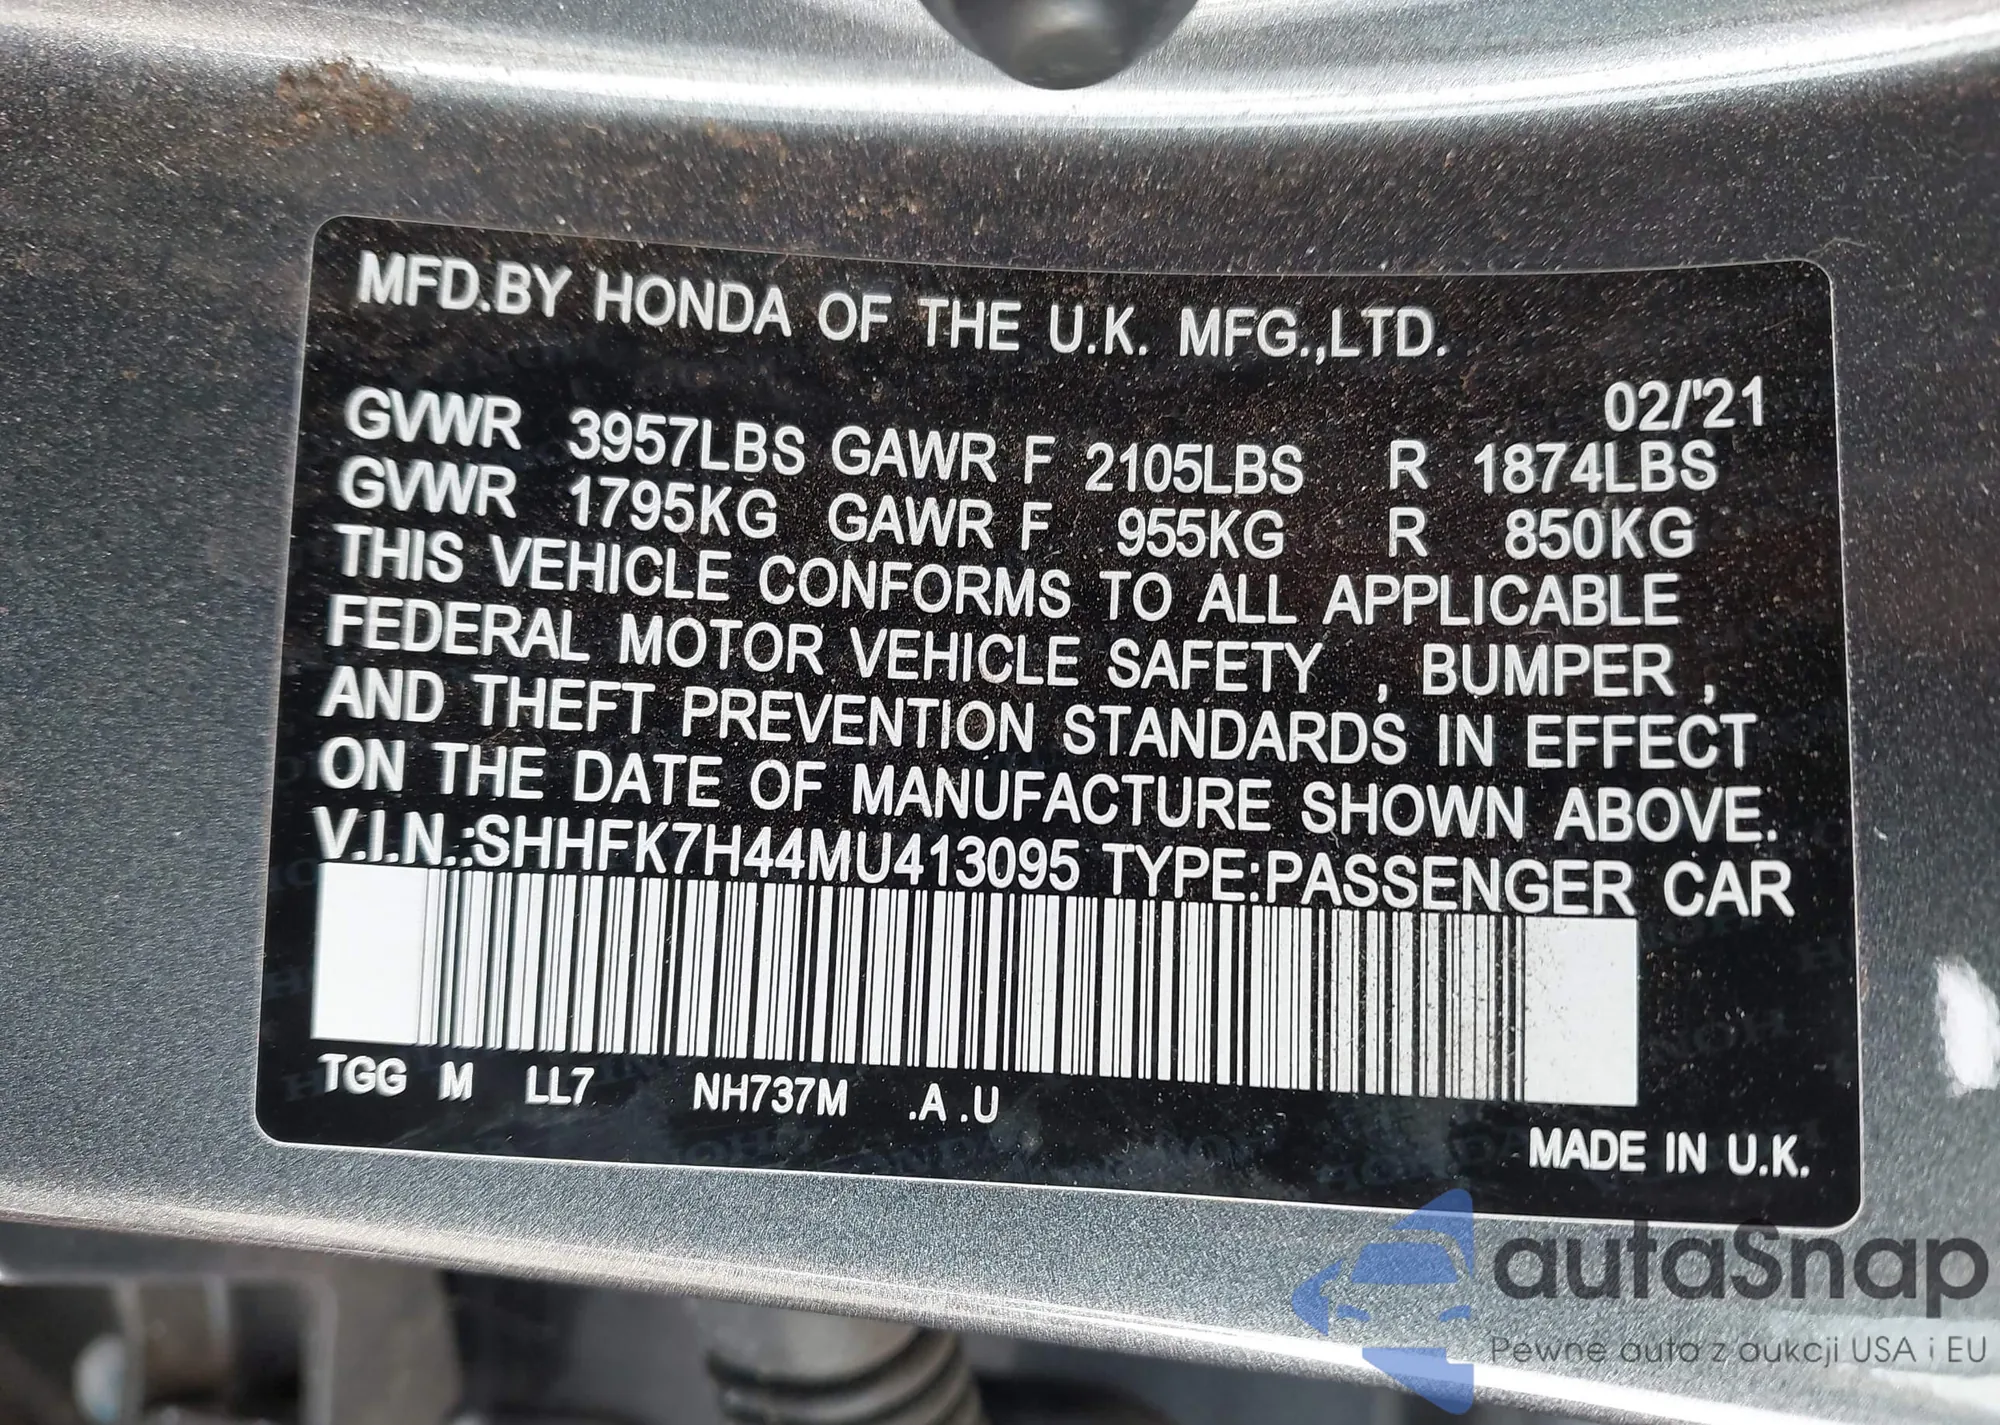 MFD.BY HONDA OF THE U.K. MFG.,LTD.
02/'21
GVWR 3957LBS GAWR F 2105LBS R 1874LBS
GVWR 1795KG GAWR F 955KG R 850KG
THIS VEHICLE CONFORMS TO ALL APPLICABLE
FEDERAL MOTOR VEHICLE SAFETY , BUMPER ,
AND THEFT PREVENTION STANDARDS IN EFFECT
ON THE DATE OF MANUFACTURE SHOWN ABOVE.
V.I.N.:SHHFK7H44MU413095 TYPE:PASSENGER CAR
TGG M LL7 NH737M .A .U
MADE IN U.K.
autaSnap
Pewne auta z aukcji USA i EU